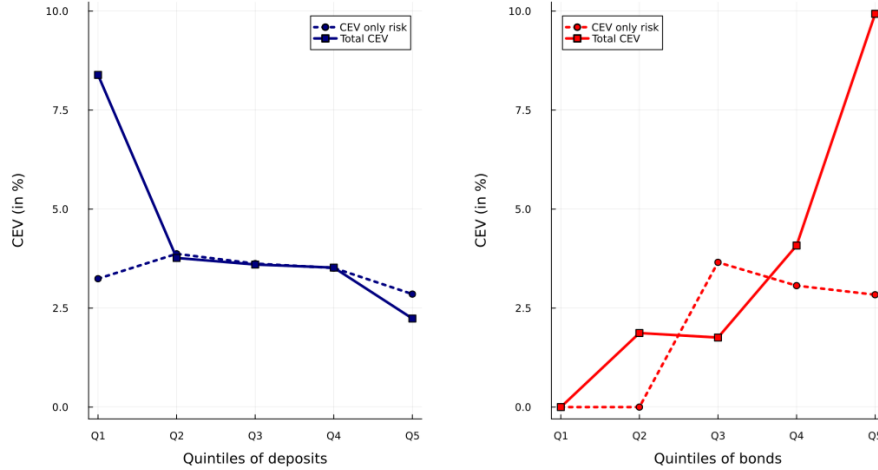 10.0
7.5
5.0
2.5
0.0
CEV (in %)
CEV only risk
Total CEV
Q1 Q2 Q3 Q4 Q5
Quintiles of deposits
10.0
7.5
5.0
2.5
0.0
CEV (in %)
CEV only risk
Total CEV
Q1 Q2 Q3 Q4 Q5
Quintiles of bonds